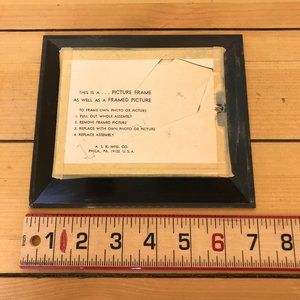 THIS IS A . . . PICTURE FRAME
AS WELL AS A FRAMED PICTURE
TO FRAME OWN PHOTO OR PICTURE
1. PULL OUT WHOLE ASSEMBLY
2. REMOVE FRAMED PICTURE
3. REPLACE WITH OWN PHOTO OR PICTURE
4. REPLACE ASSEMBLY
A. S. K. MFG. CO.
PHILA., PA. 19122, U. S. A.
1 2 3 4 5 6 7 8